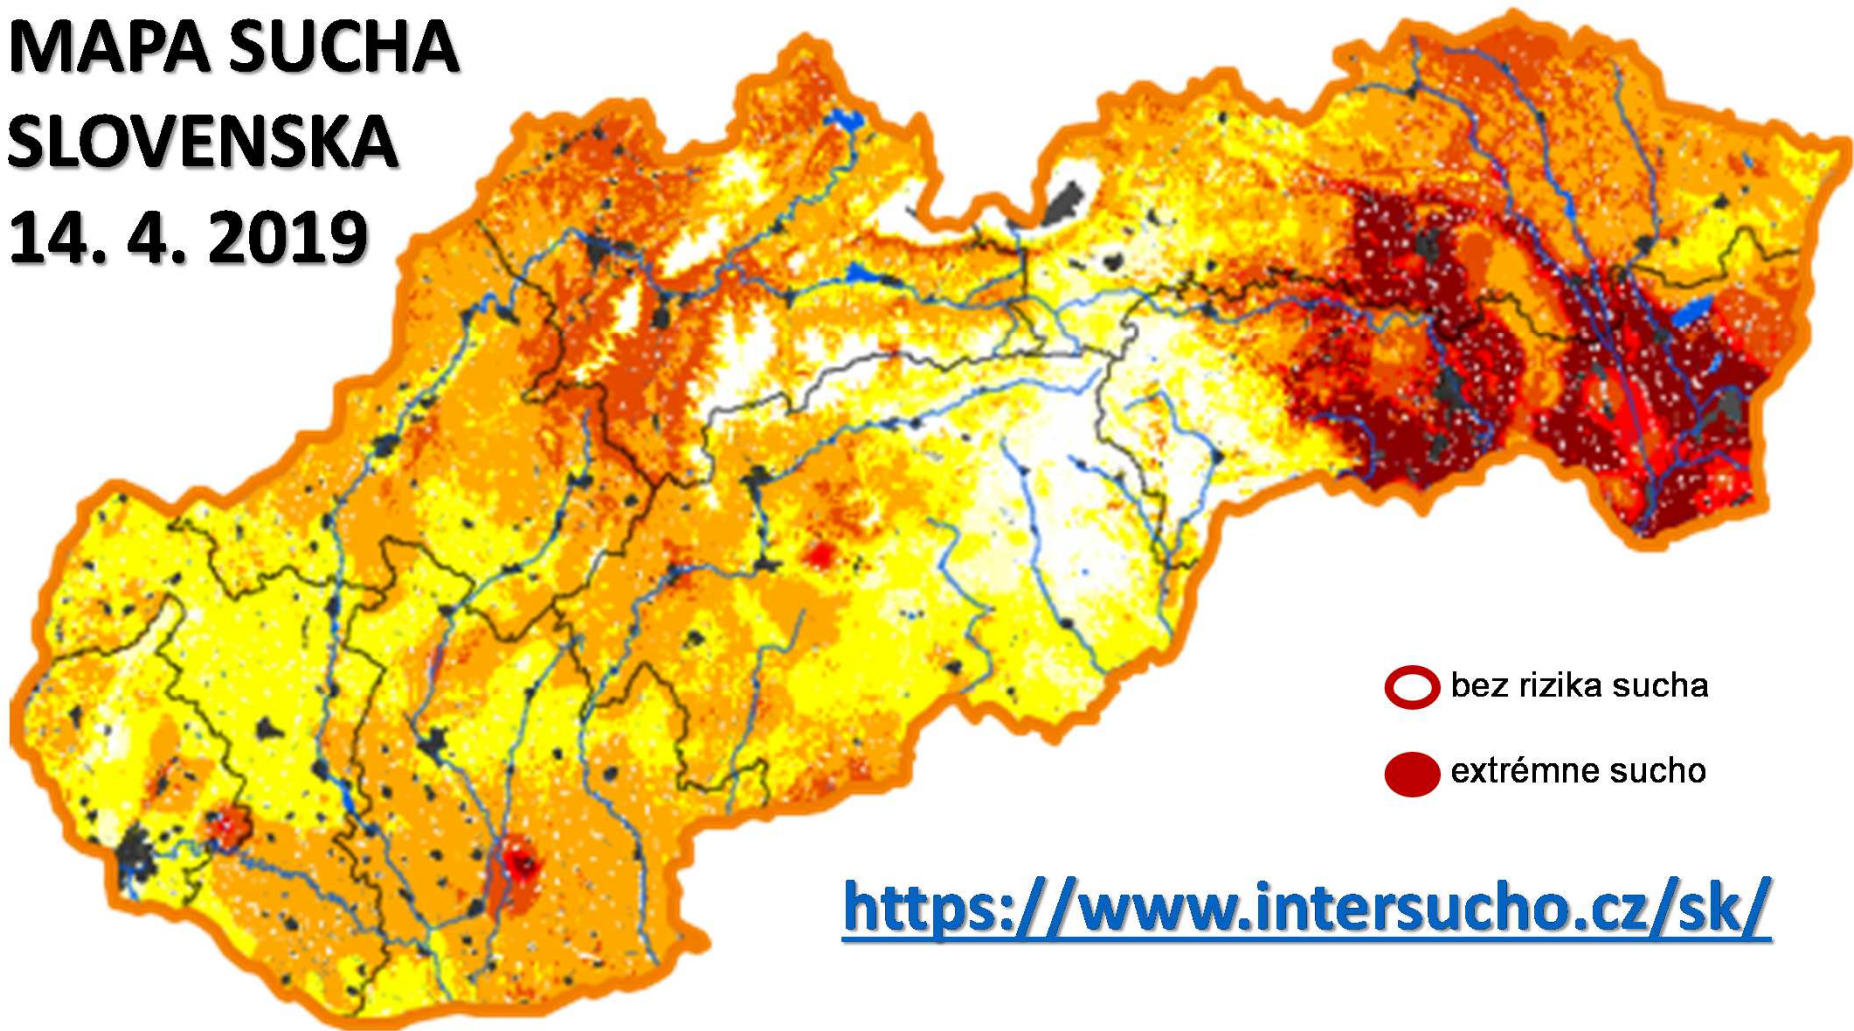 MAPA SUCHA
SLOVENSKA
14. 4. 2019
bez rizika sucha
extrémne sucho
https://www.intersucho.cz/sk/